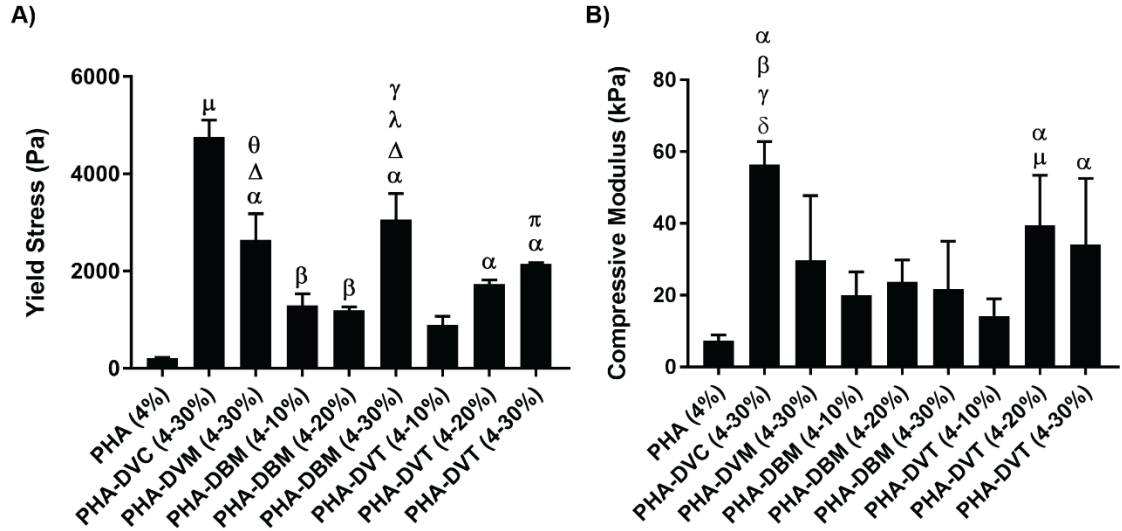 A)
Yield Stress (Pa)
6000
4000
2000
0
μ
θ
Δ
α
β
β
γ
λ
Δ
α
α
π
α
PHA (4%)
PHA-DVC (4-30%)
PHA-DVM (4-30%)
PHA-DBM (4-10%)
PHA-DBM (4-20%)
PHA-DBM (4-30%)
PHA-DVT (4-10%)
PHA-DVT (4-20%)
PHA-DVT (4-30%)
B)
Compressive Modulus (kPa)
80
60
40
20
0
α
β
γ
δ
α
μ
α
PHA (4%)
PHA-DVC (4-30%)
PHA-DVM (4-30%)
PHA-DBM (4-10%)
PHA-DBM (4-20%)
PHA-DBM (4-30%)
PHA-DVT (4-10%)
PHA-DVT (4-20%)
PHA-DVT (4-30%)